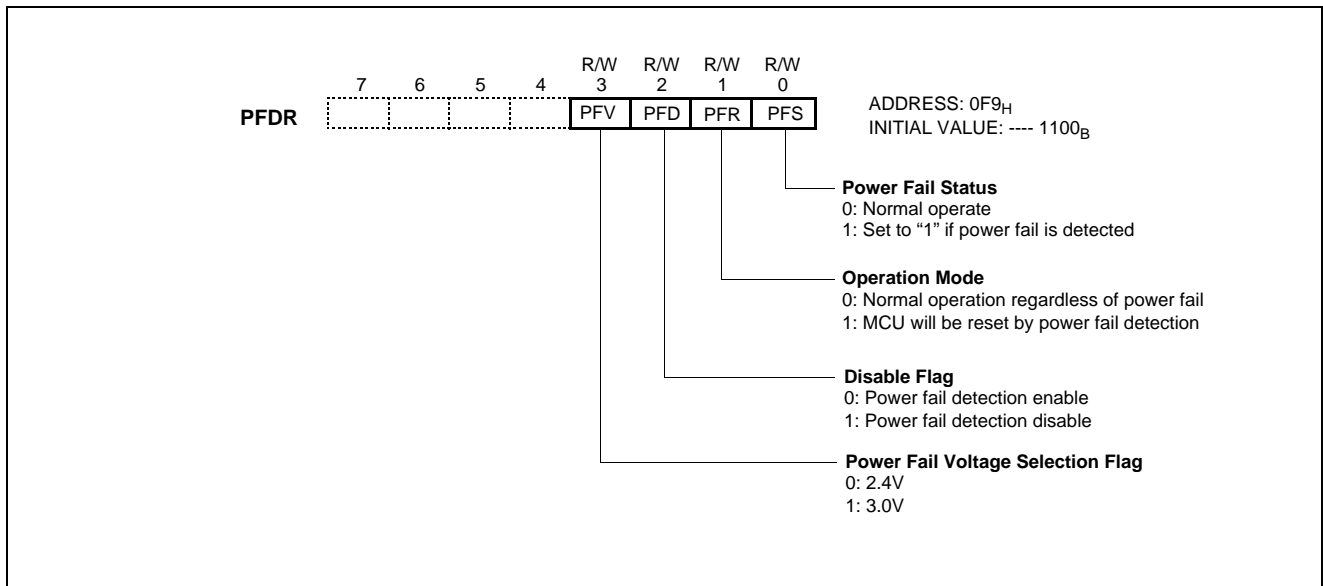 R/W R/W R/W R/W
7 6 5 4 3 2 1 0
PFDR PFV PFD PFR PFS
ADDRESS: 0F9H
INITIAL VALUE: ---- 1100B
Power Fail Status
0: Normal operate
1: Set to “1” if power fail is detected
Operation Mode
0: Normal operation regardless of power fail
1: MCU will be reset by power fail detection
Disable Flag
0: Power fail detection enable
1: Power fail detection disable
Power Fail Voltage Selection Flag
0: 2.4V
1: 3.0V